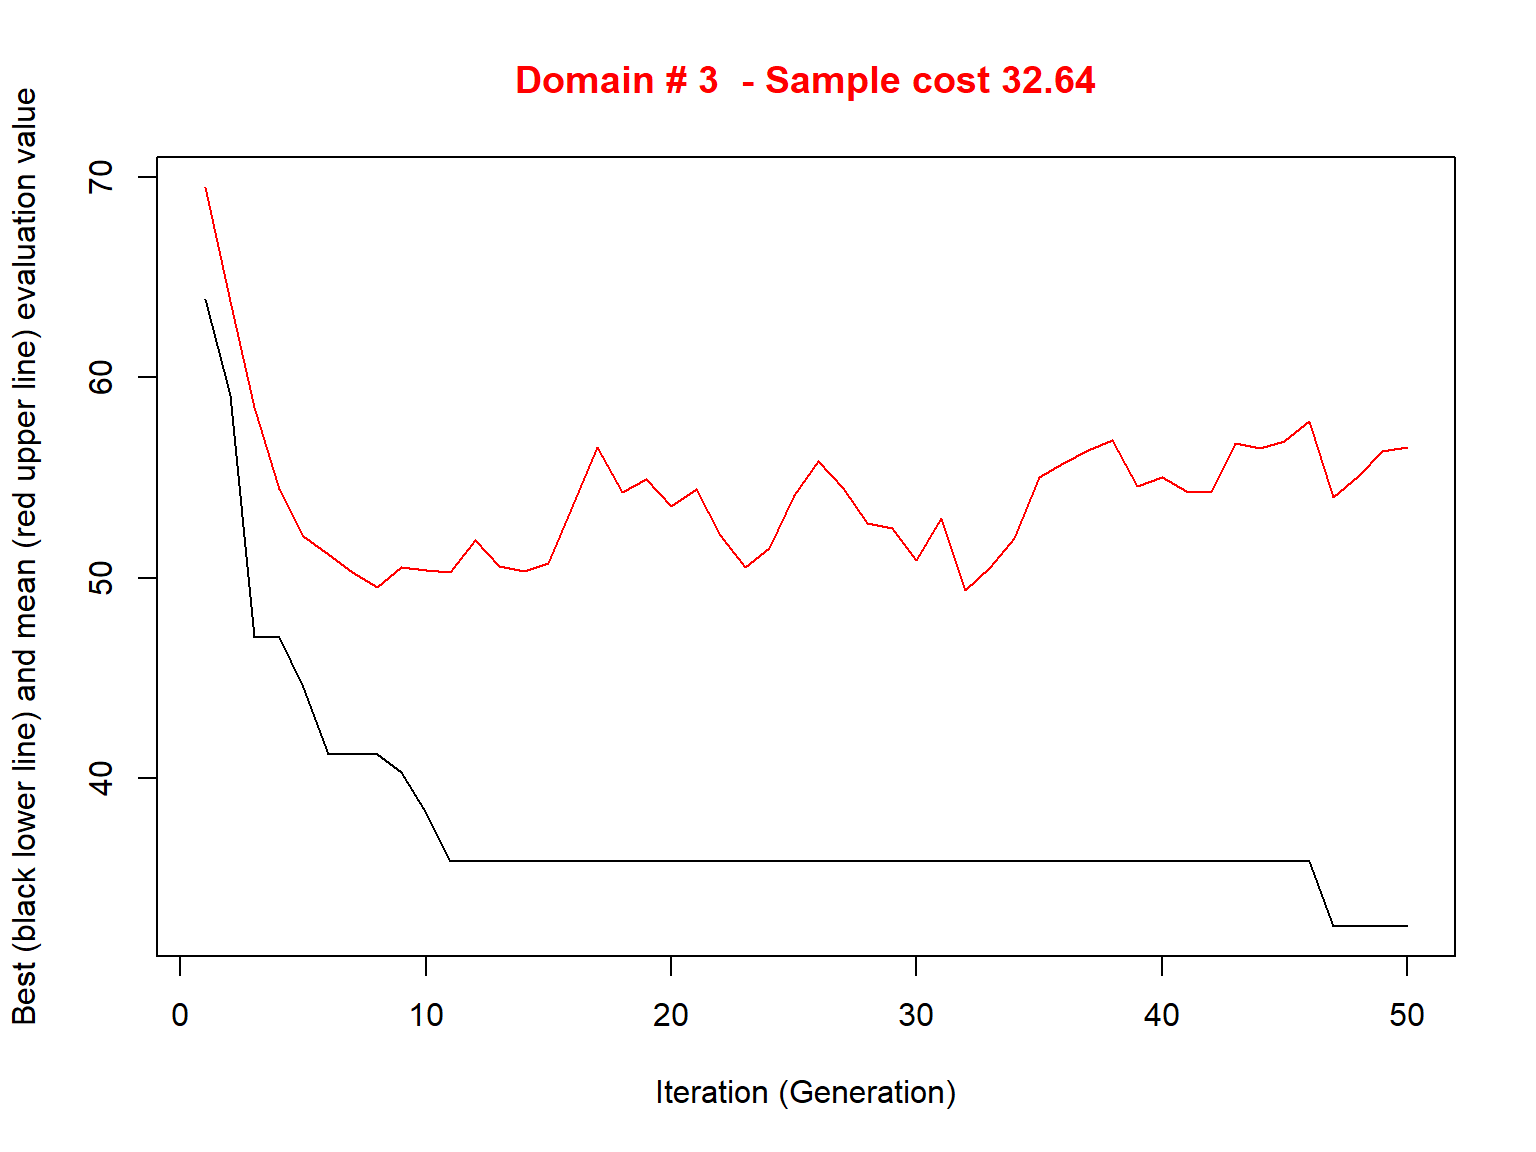 Domain # 3  - Sample cost 32.64
Best (black lower line) and mean (red upper line) evaluation value
70
60
50
40
0 10 20 30 40 50
Iteration (Generation)